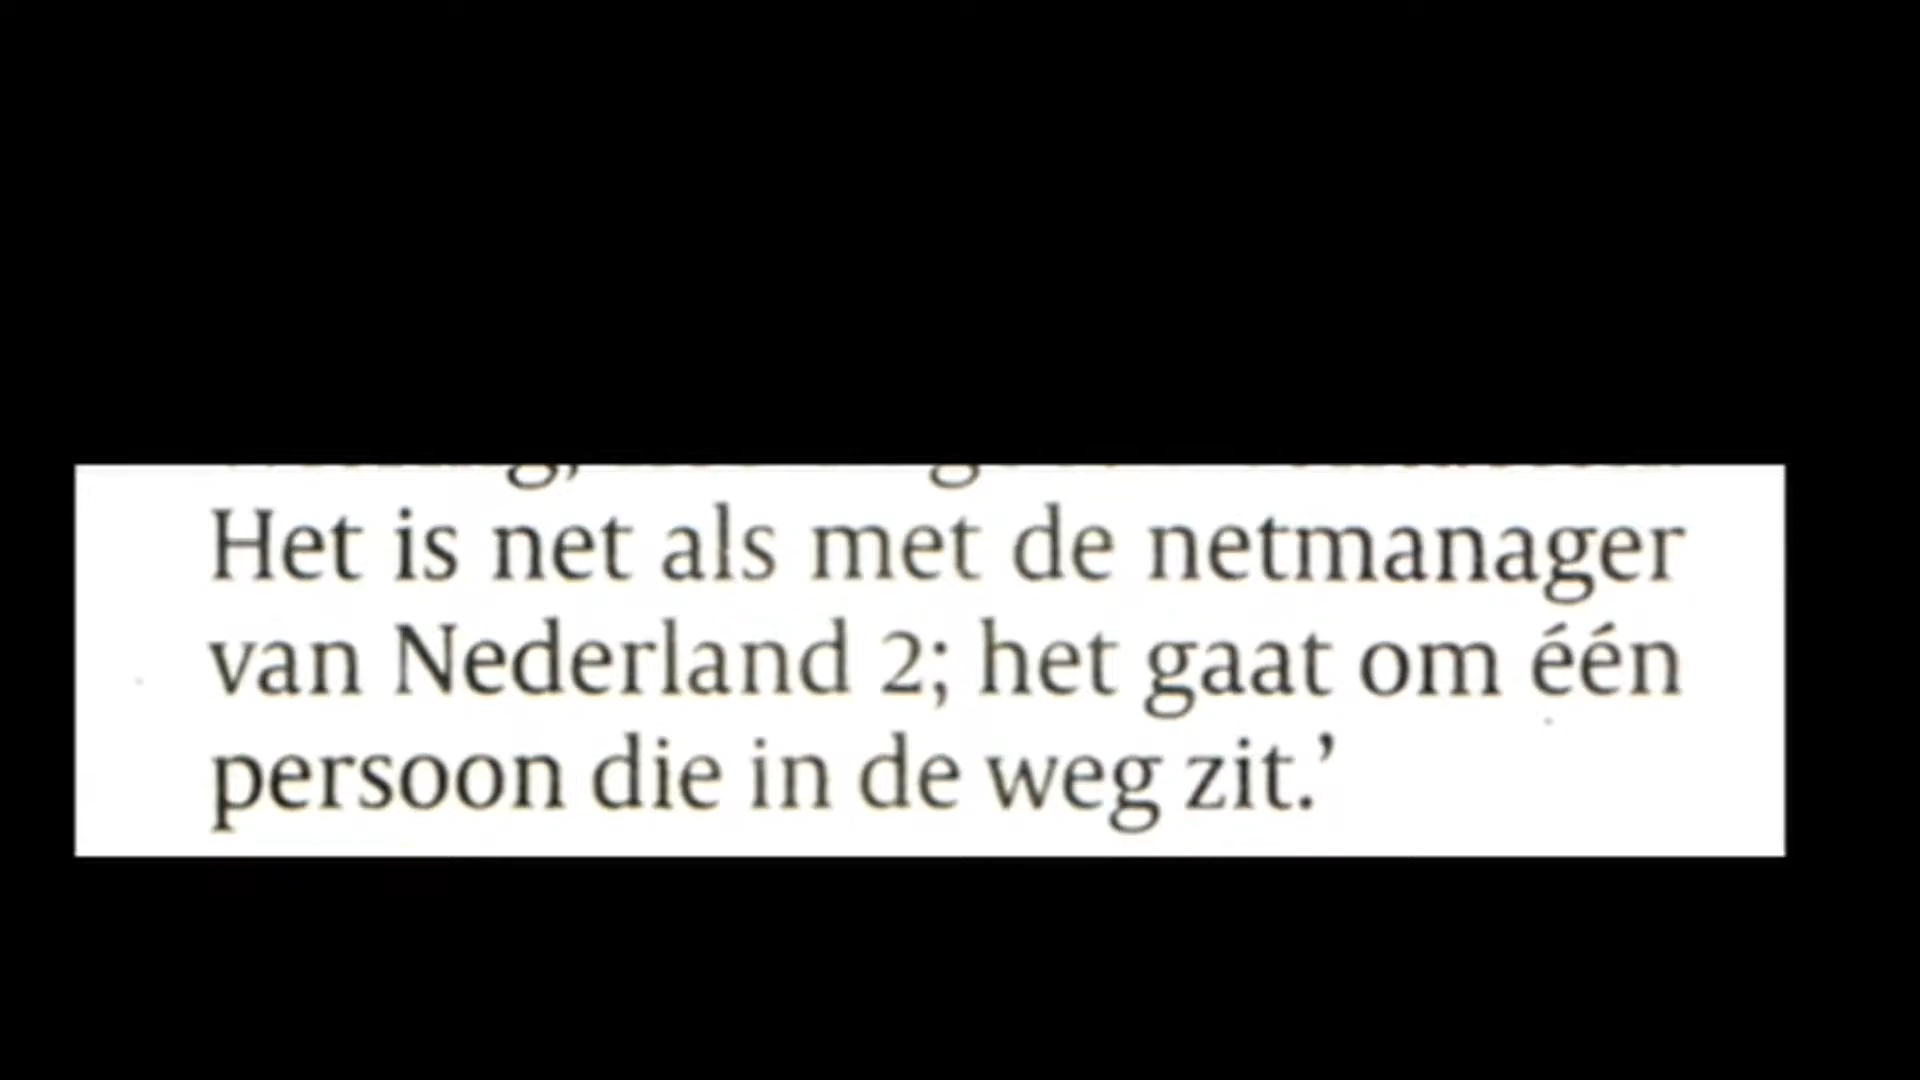 Het is net als met de netmanager
van Nederland 2; het gaat om één
persoon die in de weg zit.’